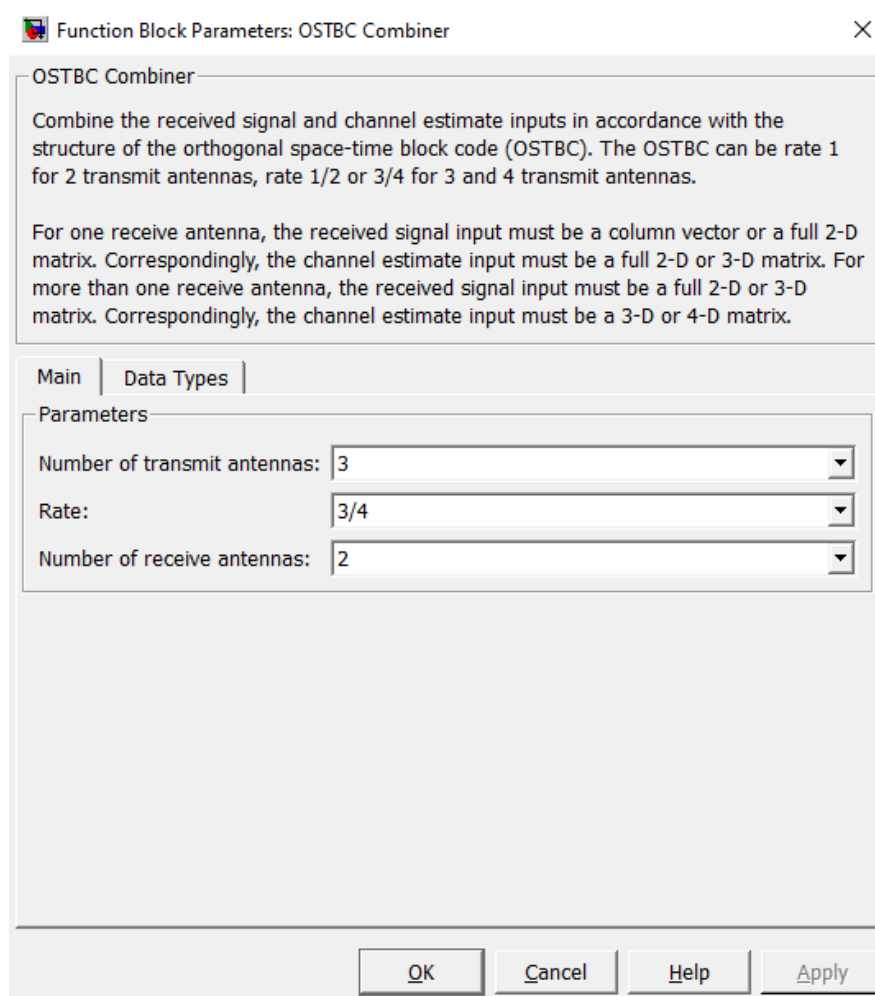 Function Block Parameters: OSTBC Combiner
OSTBC Combiner
Combine the received signal and channel estimate inputs in accordance with the
structure of the orthogonal space-time block code (OSTBC). The OSTBC can be rate 1
for 2 transmit antennas, rate 1/2 or 3/4 for 3 and 4 transmit antennas.
For one receive antenna, the received signal input must be a column vector or a full 2-D
matrix. Correspondingly, the channel estimate input must be a full 2-D or 3-D matrix. For
more than one receive antenna, the received signal input must be a full 2-D or 3-D
matrix. Correspondingly, the channel estimate input must be a 3-D or 4-D matrix.
Main Data Types
Parameters
Number of transmit antennas: 3
Rate: 3/4
Number of receive antennas: 2
OK Cancel Help Apply